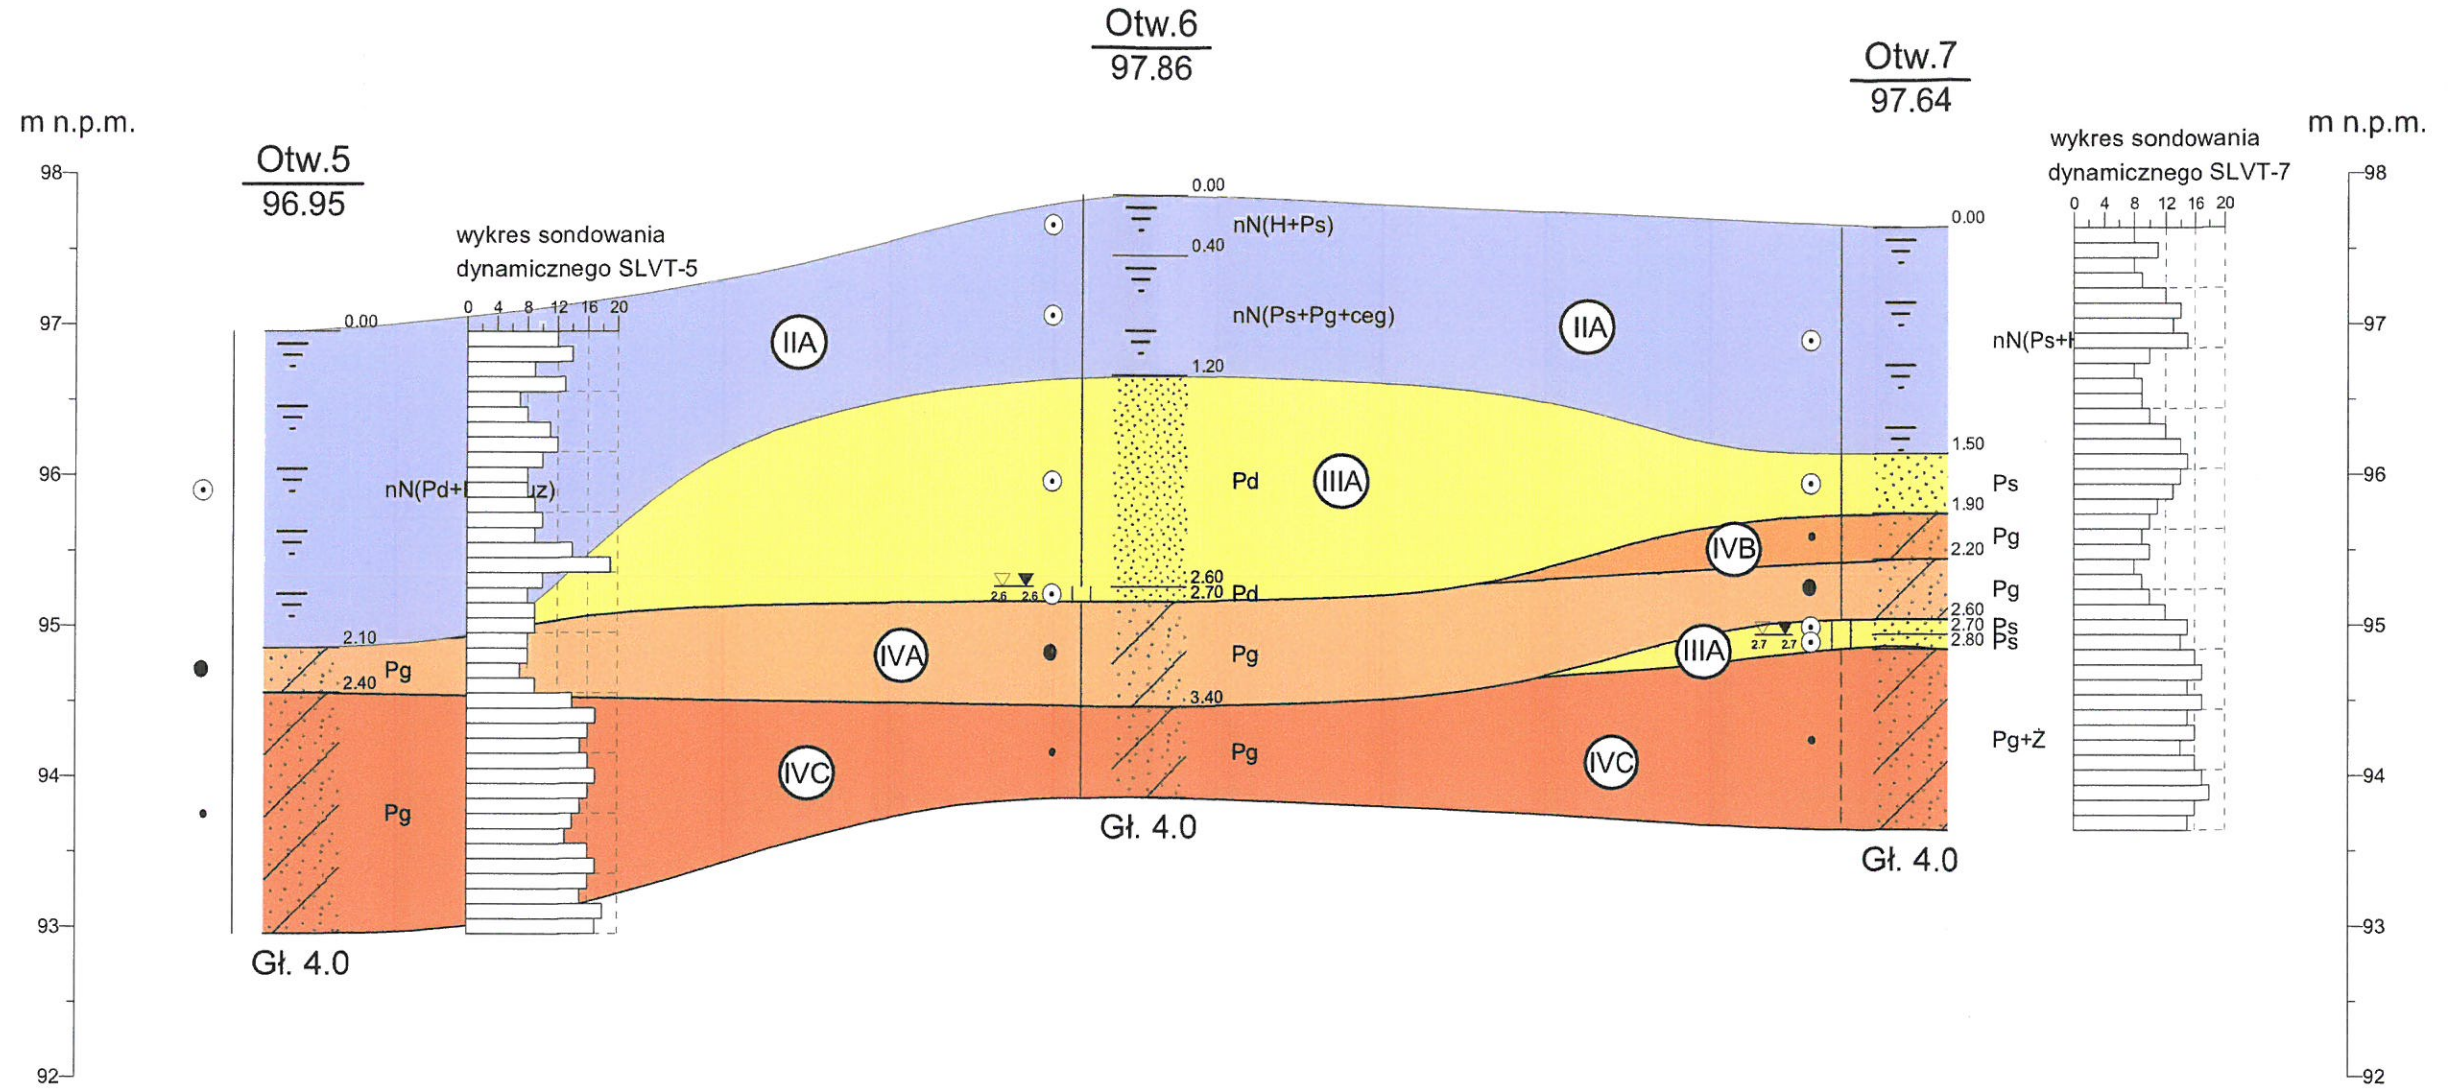 Otw.6
97.86
Otw.7
97.64
m n.p.m.
m n.p.m.
wykres sondowania
dynamicznego SLVT-7
0 4 8 12 16 20
Otw.5
96.95
wykres sondowania
dynamicznego SLVT-5
0 4 8 12 16 20
98
97
96
95
94
93
92
0.00
nN(Pd+
uz)
2.10
Pg
2.40
Pg
Gł. 4.0
IIA
IVA
IVC
0.00
nN(H+Ps)
0.40
nN(Ps+Pg+ceg)
1.20
Pd
IIIA
2.60
2.6 2.6
2.70 Pd
Pg
3.40
Pg
Gł. 4.0
IIA
IVB
IIIA
IVC
0.00
nN(Ps+
1.50
Ps
1.90
Pg
2.20
Pg
2.60
2.70 Ps
2.7 2.7
2.80 Ps
Pg+Ż
Gł. 4.0
98
97
96
95
94
93
92